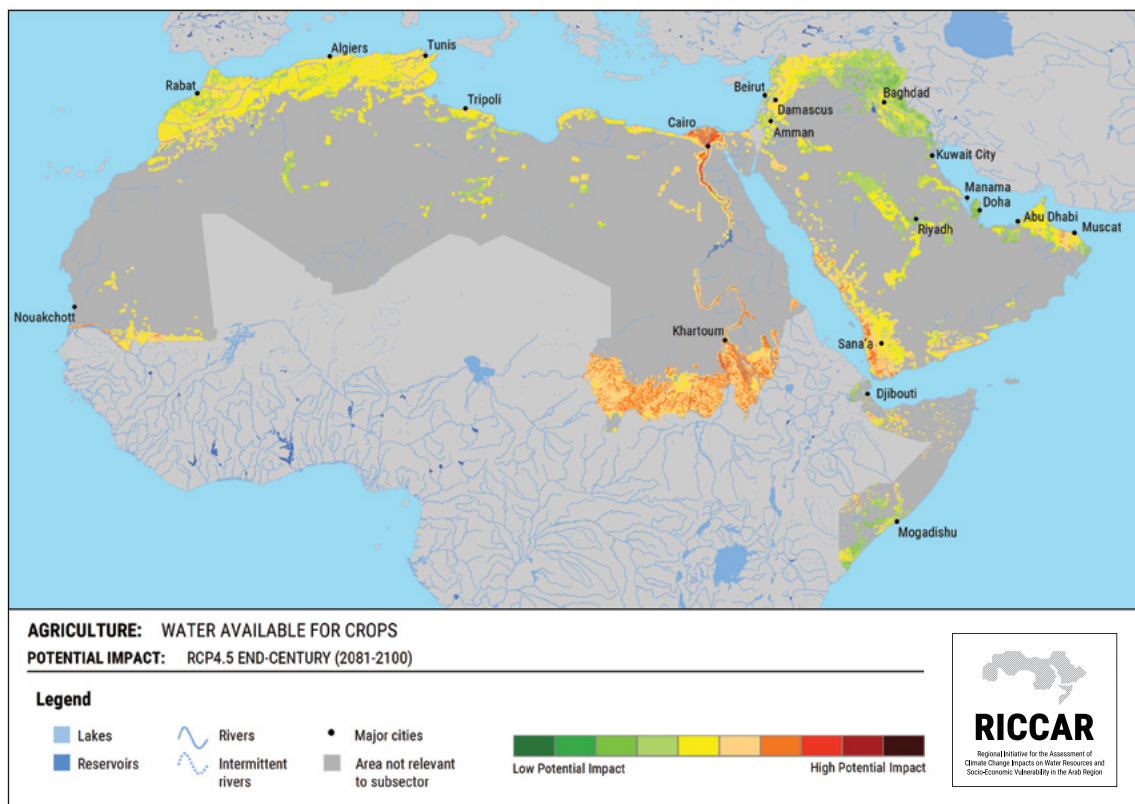 Algiers
Tunis
Rabat
Tripoli
Beirut
Damascus
Baghdad
Cairo
Amman
Kuwait City
Manama
Doha
Abu Dhabi
Muscat
Riyadh
Nouakchott
Khartoum
Sana'a
Djibouti
Mogadishu
AGRICULTURE: WATER AVAILABLE FOR CROPS
POTENTIAL IMPACT: RCP4.5 END-CENTURY (2081-2100)
Legend
Lakes
Reservoirs
Rivers
Intermittent
rivers
Major cities
Area not relevant
to subsector
Low Potential Impact
High Potential Impact
RICCAR
Regional Initiative for the Assessment of
Climate Change Impacts on Water Resources and
Socio-Economic Vulnerability in the Arab Region